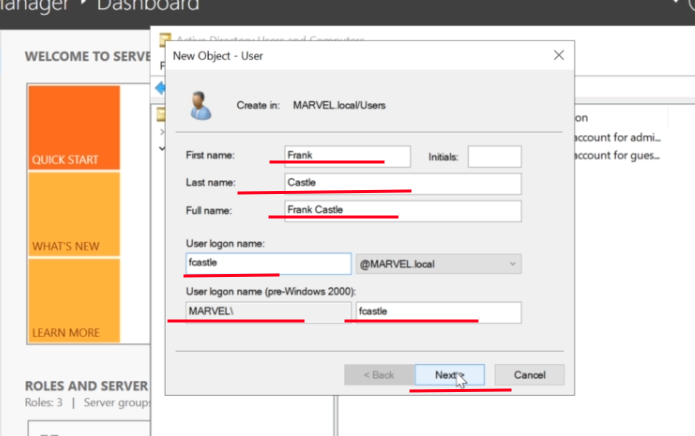 Manager • Dashboard
WELCOME TO SERVE
Active Directory Users and Computers
New Object - User
F
Create in: MARVEL.local/Users
on
account for admi...
account for gues...
First name: Frank Initials:
Last name: Castle
Full name: Frank Castle
User logon name:
fcastle @MARVEL.local
User logon name (pre-Windows 2000):
MARVEL\ fcastle
< Back Next > Cancel
QUICK START
WHAT'S NEW
LEARN MORE
ROLES AND SERVER
Roles: 3 | Server groups